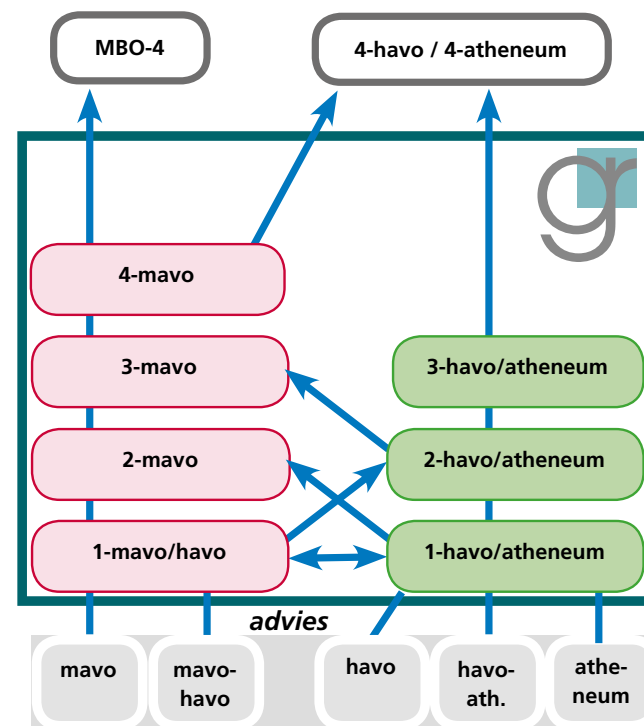 MBO-4
4-havo / 4-atheneum
gr
4-mavo
3-mavo
3-havo/atheneum
2-mavo
2-havo/atheneum
1-mavo/havo
1-havo/atheneum
advies
mavo
mavo-
havo
havo
havo-
ath.
athe-
neum